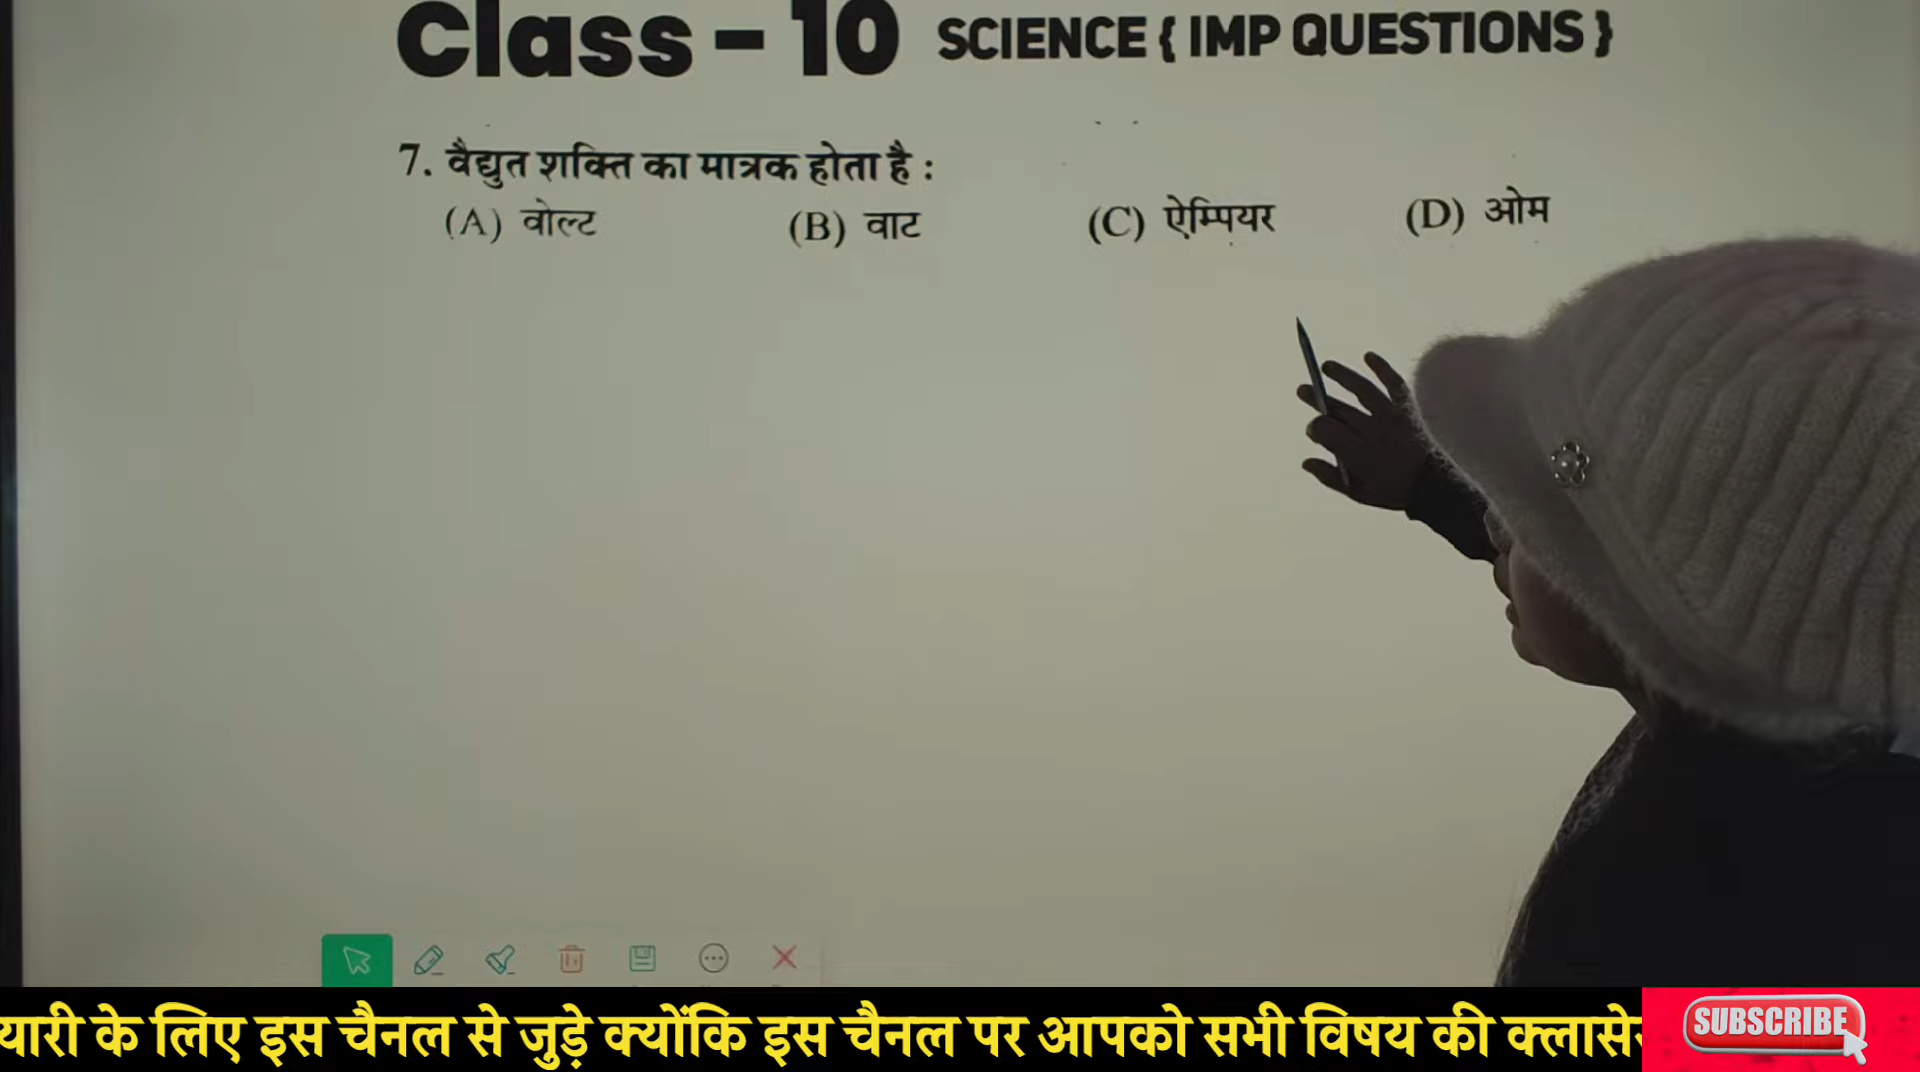 Class - 10 SCIENCE { IMP QUESTIONS }
7. वैद्युत शक्ति का मात्रक होता है :
(A) वोल्ट (B) वाट (C) ऐम्पियर (D) ओम
यारी के लिए इस चैनल से जुड़े क्योंकि इस चैनल पर आपको सभी विषय की क्लासेस
SUBSCRIBE